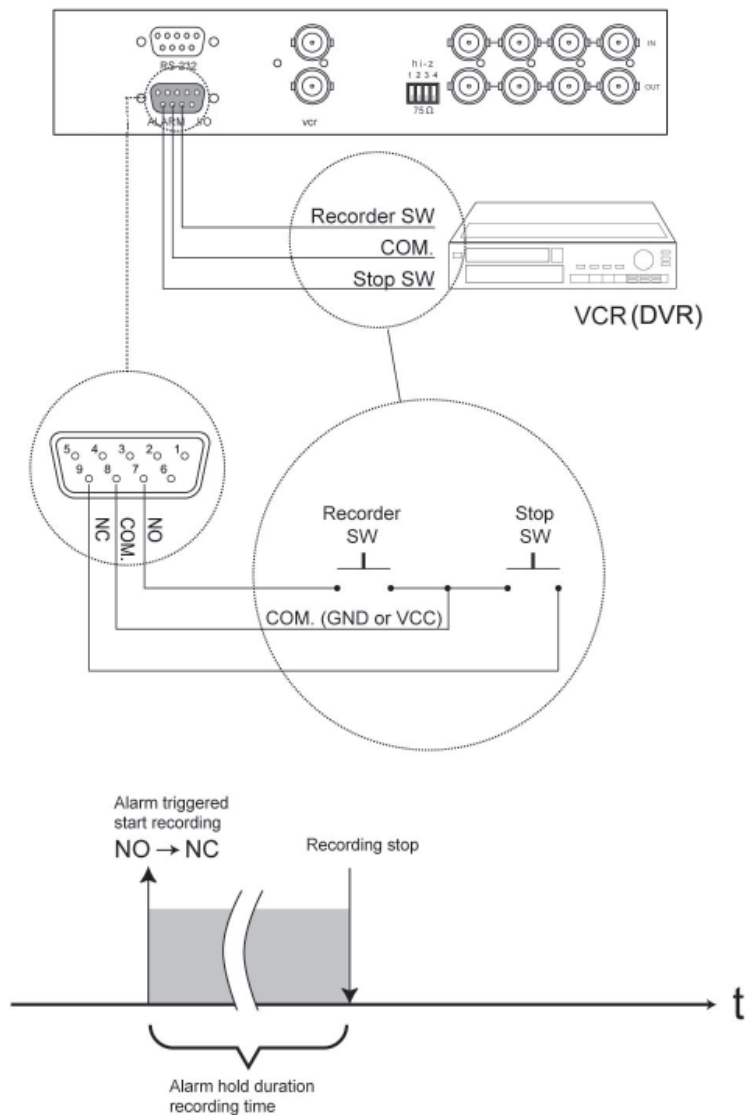 RS-232
ALARM I/O
vcr
hi-z
1 2 3 4
75 Ω
IN
OUT
Recorder SW
COM.
Stop SW
VCR (DVR)
5 4 3 2 1
9 8 7 6
NC
COM.
NO
Recorder
SW
Stop
SW
COM. (GND or VCC)
Alarm triggered
start recording
NO → NC
Recording stop
t
Alarm hold duration
recording time